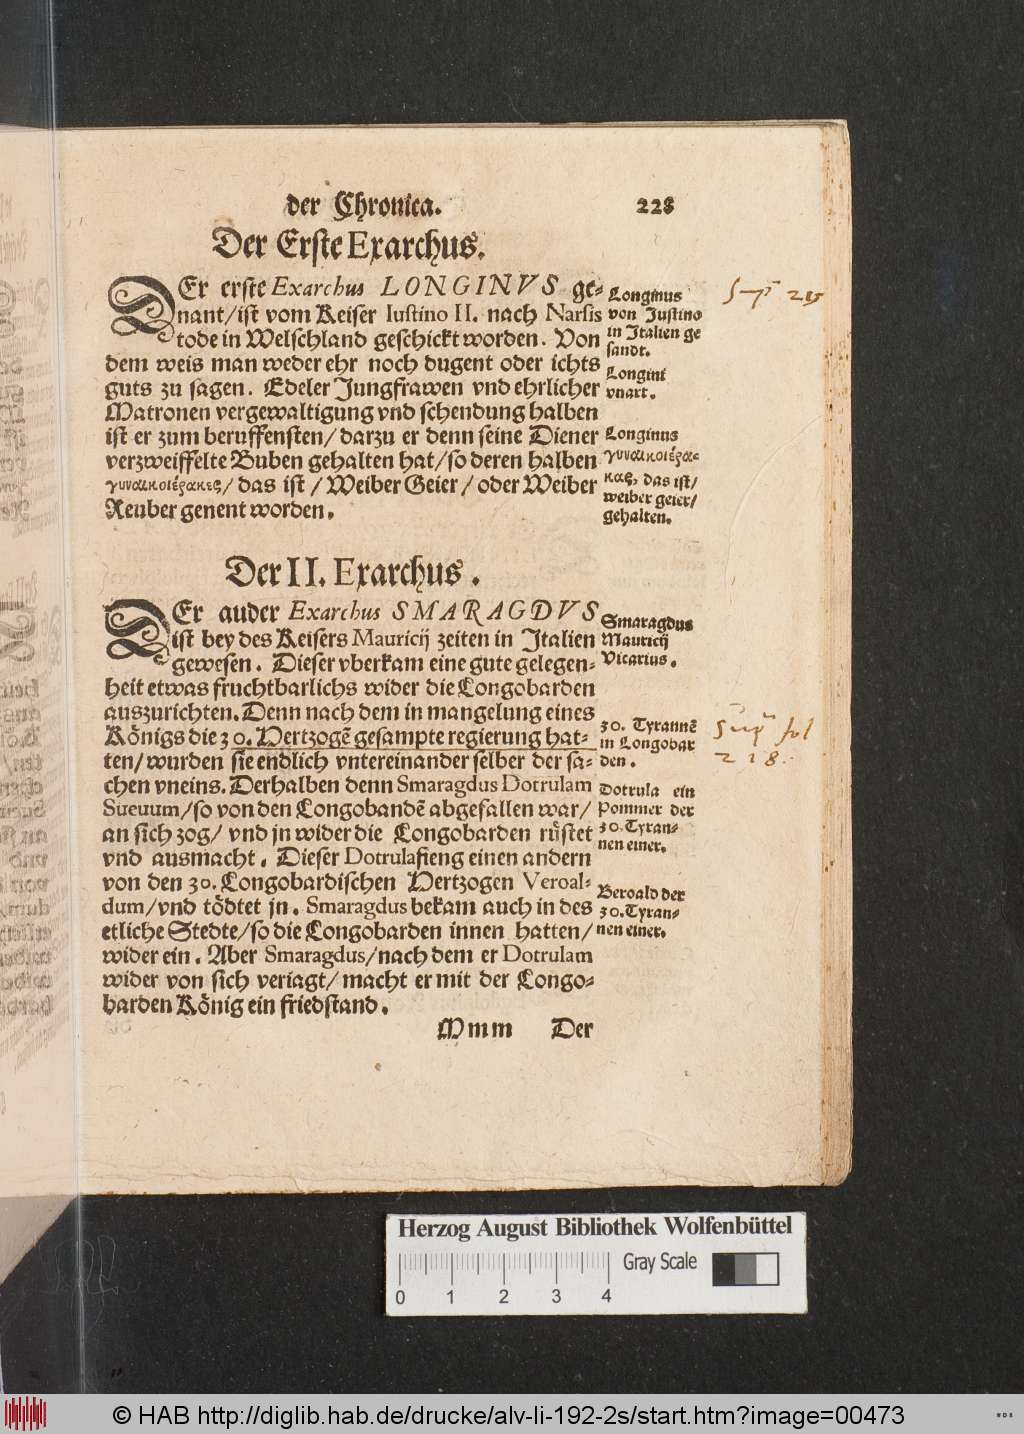 der Chronica. 228
Der Erste Exarchus.
DEr erste Exarchus LONGINVS ge-
nant/ist vom Keiser Iustino II. nach Narsis
tode in Welschland geschickt worden. Von
dem weis man weder ehr noch dugent oder ichts
guts zu sagen. Edeler Jungfrawen vnd ehrlicher
Matronen vergewaltigung vnd schendung halben
ist er zum beruffensten/darzu er denn seine Diener
verzweiffelte Buben gehalten hat/so deren halben
γυναικοιέρακες/ das ist / Weiber Geier / oder Weiber
Reuber genent worden.
Longinus
von Justino
in Italien ge
sandt.
Longini
vnart.
Longinus
γυναικοιέρα-
κας, das ist/
weiber geier/
gehalten.
Der II. Exarchus.
DEr ander Exarchus SMARAGDVS
ist bey des Keisers Mauricij zeiten in Italien
gewesen. Dieser vberkam eine gute gelegen-
heit etwas fruchtbarlichs wider die Longobarden
auszurichten. Denn nach dem in mangelung eines
Königs die 30. Hertzogē gesampte regierung hat-
ten/wurden sie endlich vntereinander selber der sa-
chen vneins. Derhalben denn Smaragdus Dotrulam
Sueuum/so von den Longobandē abgefallen war/
an sich zog/ vnd jn wider die Longobarden rüstet
vnd ausmacht. Dieser Dotrula fieng einen andern
von den 30. Longobardischen Hertzogen Veroal-
dum/vnd tödtet jn. Smaragdus bekam auch in des
etliche Stedte/so die Longobarden innen hatten/
wider ein. Aber Smaragdus/nach dem er Dotrulam
wider von sich veriagt/ macht er mit der Longo-
barden König ein friedstand.
Smaragdus
Mauricij
Vicarius.
30. Tyrannē
in Longobar
den.
Dotrula ein
Pommer der
30. Tyran-
nen einer.
Beroald der
30. Tyran-
nen einer.
fol
218.
Mmm Der
Herzog August Bibliothek Wolfenbüttel
Gray Scale
0 1 2 3 4
© HAB http://diglib.hab.de/drucke/alv-li-192-2s/start.htm?image=00473